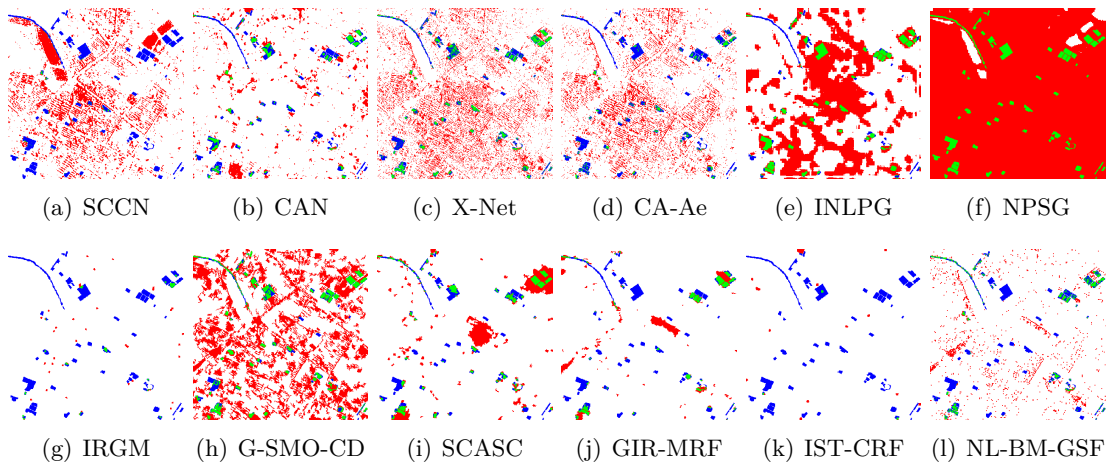 (a) SCCN (b) CAN (c) X-Net (d) CA-Ae (e) INLPG (f) NPSG
(g) IRGM (h) G-SMO-CD (i) SCASC (j) GIR-MRF (k) IST-CRF (l) NL-BM-GSF